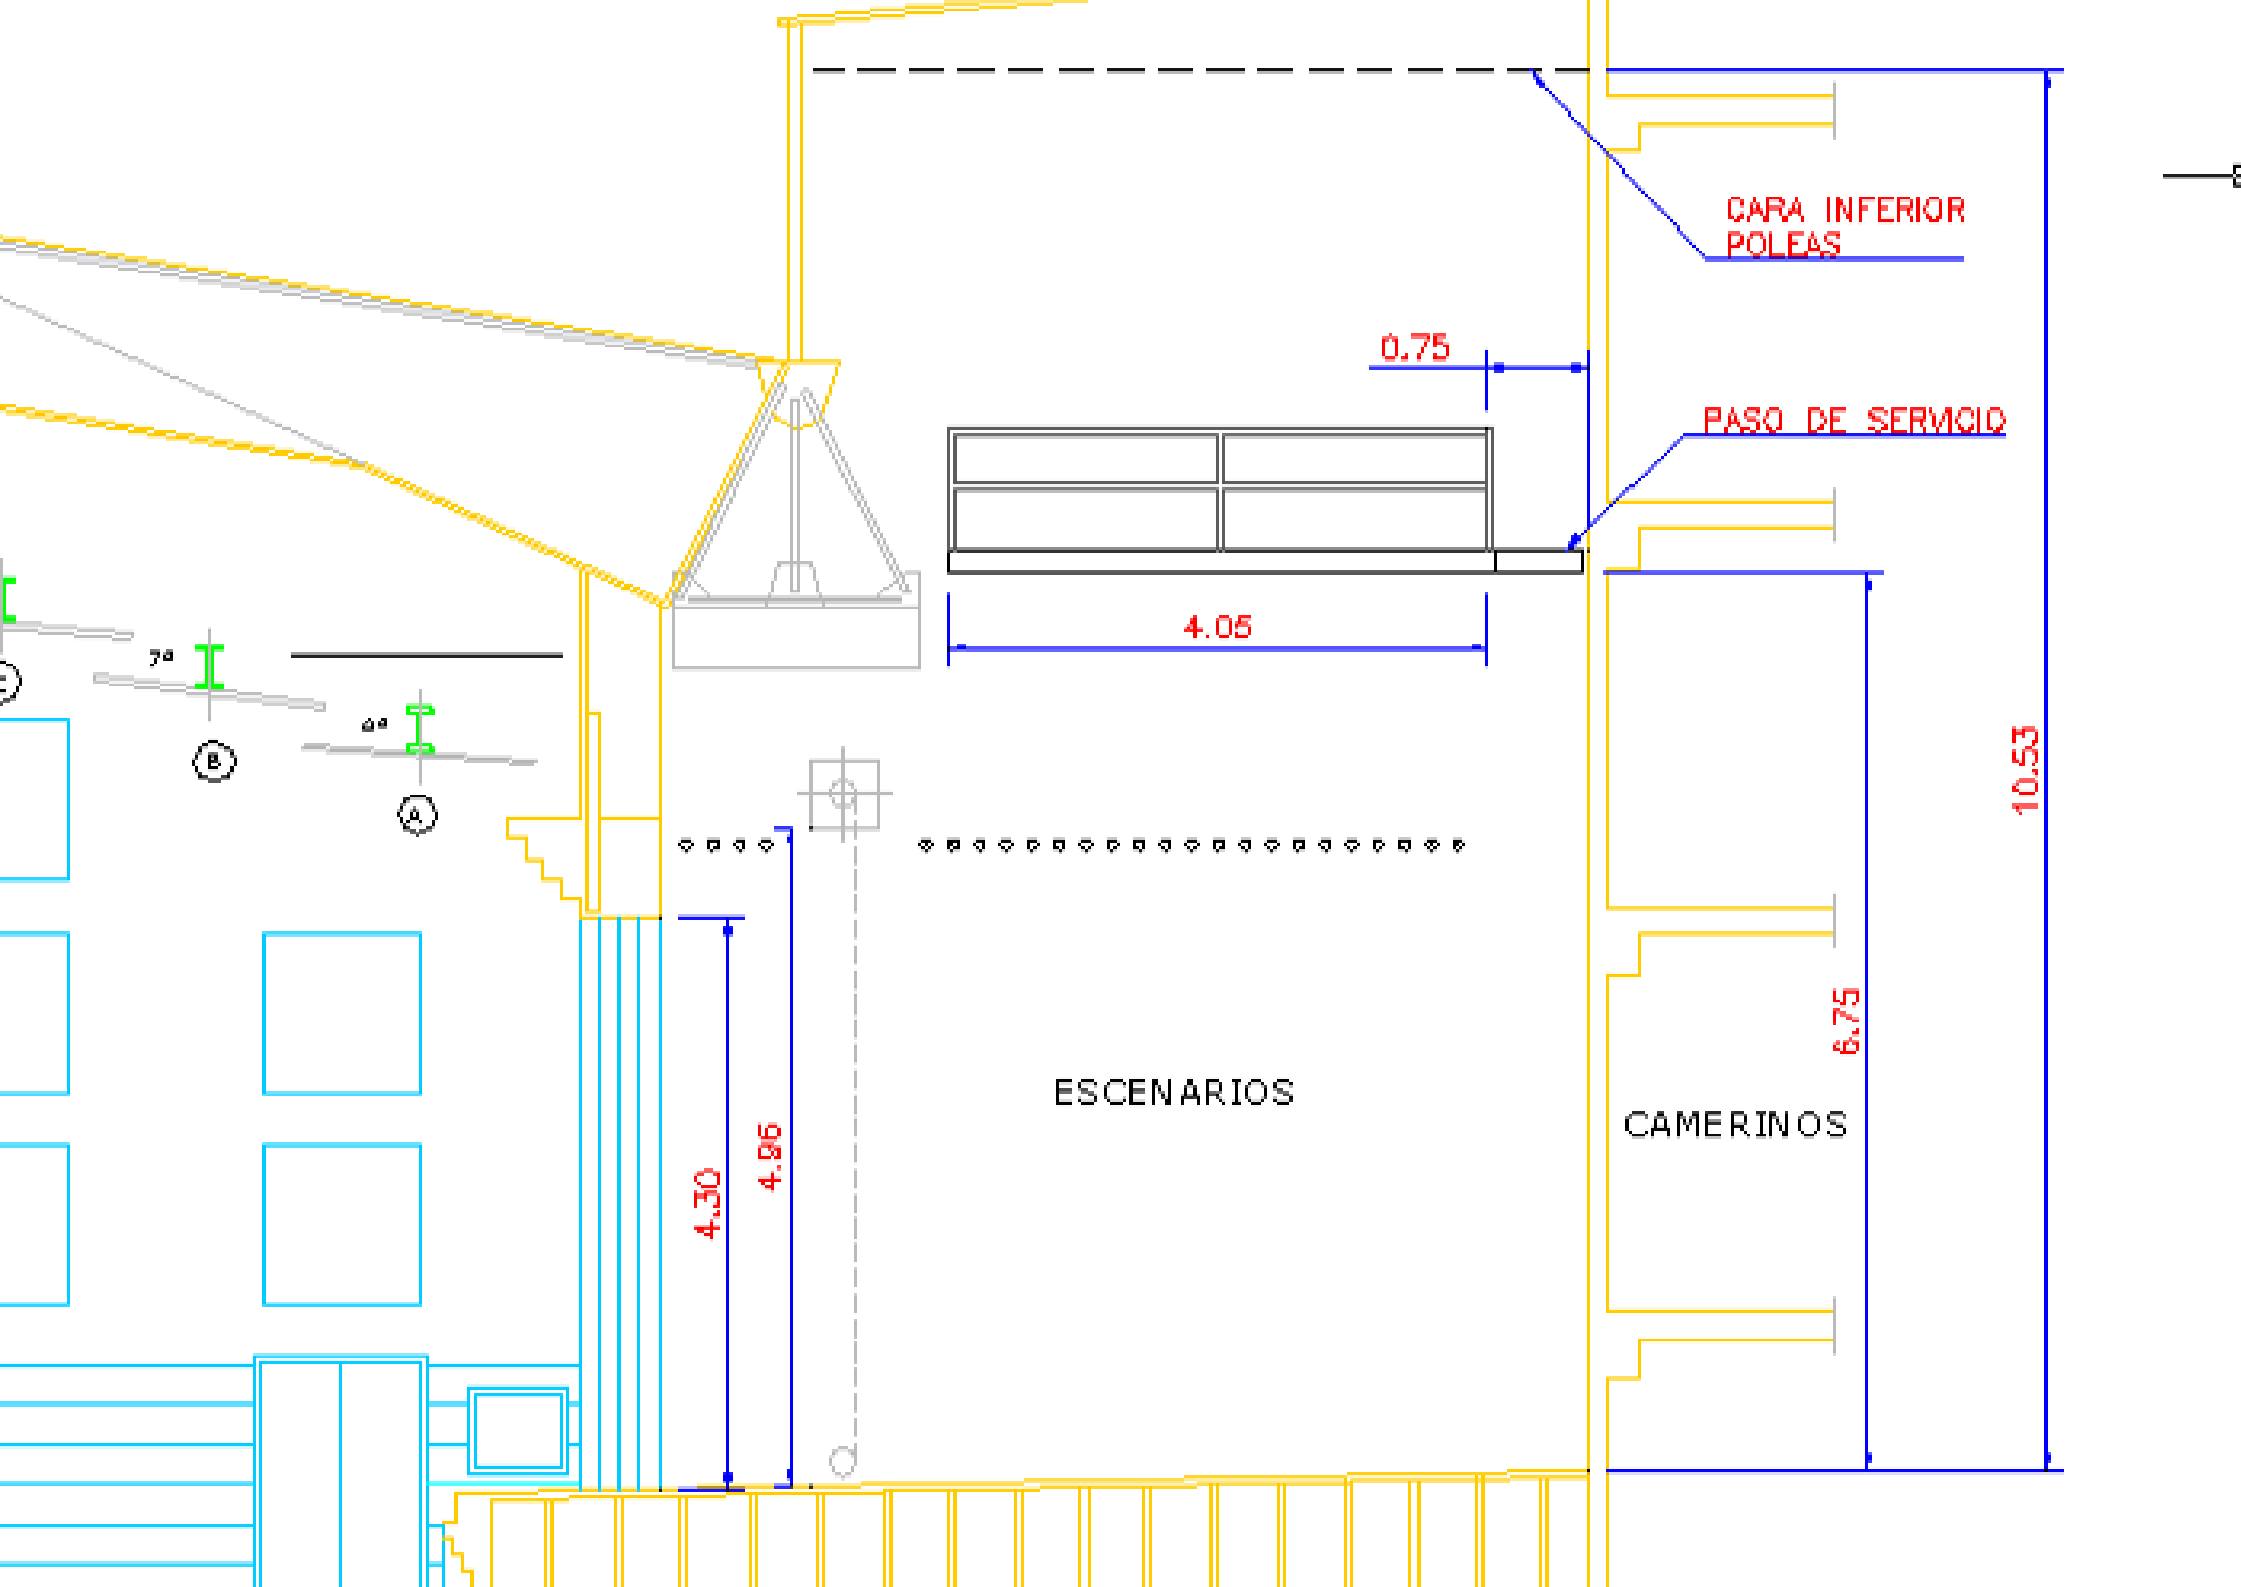 CARA INFERIOR
POLEAS
0.75
PASO DE SERVICIO
4.05
7ª
B
A
10.53
6.75
4.96
4.30
ESCENARIOS
CAMERINOS